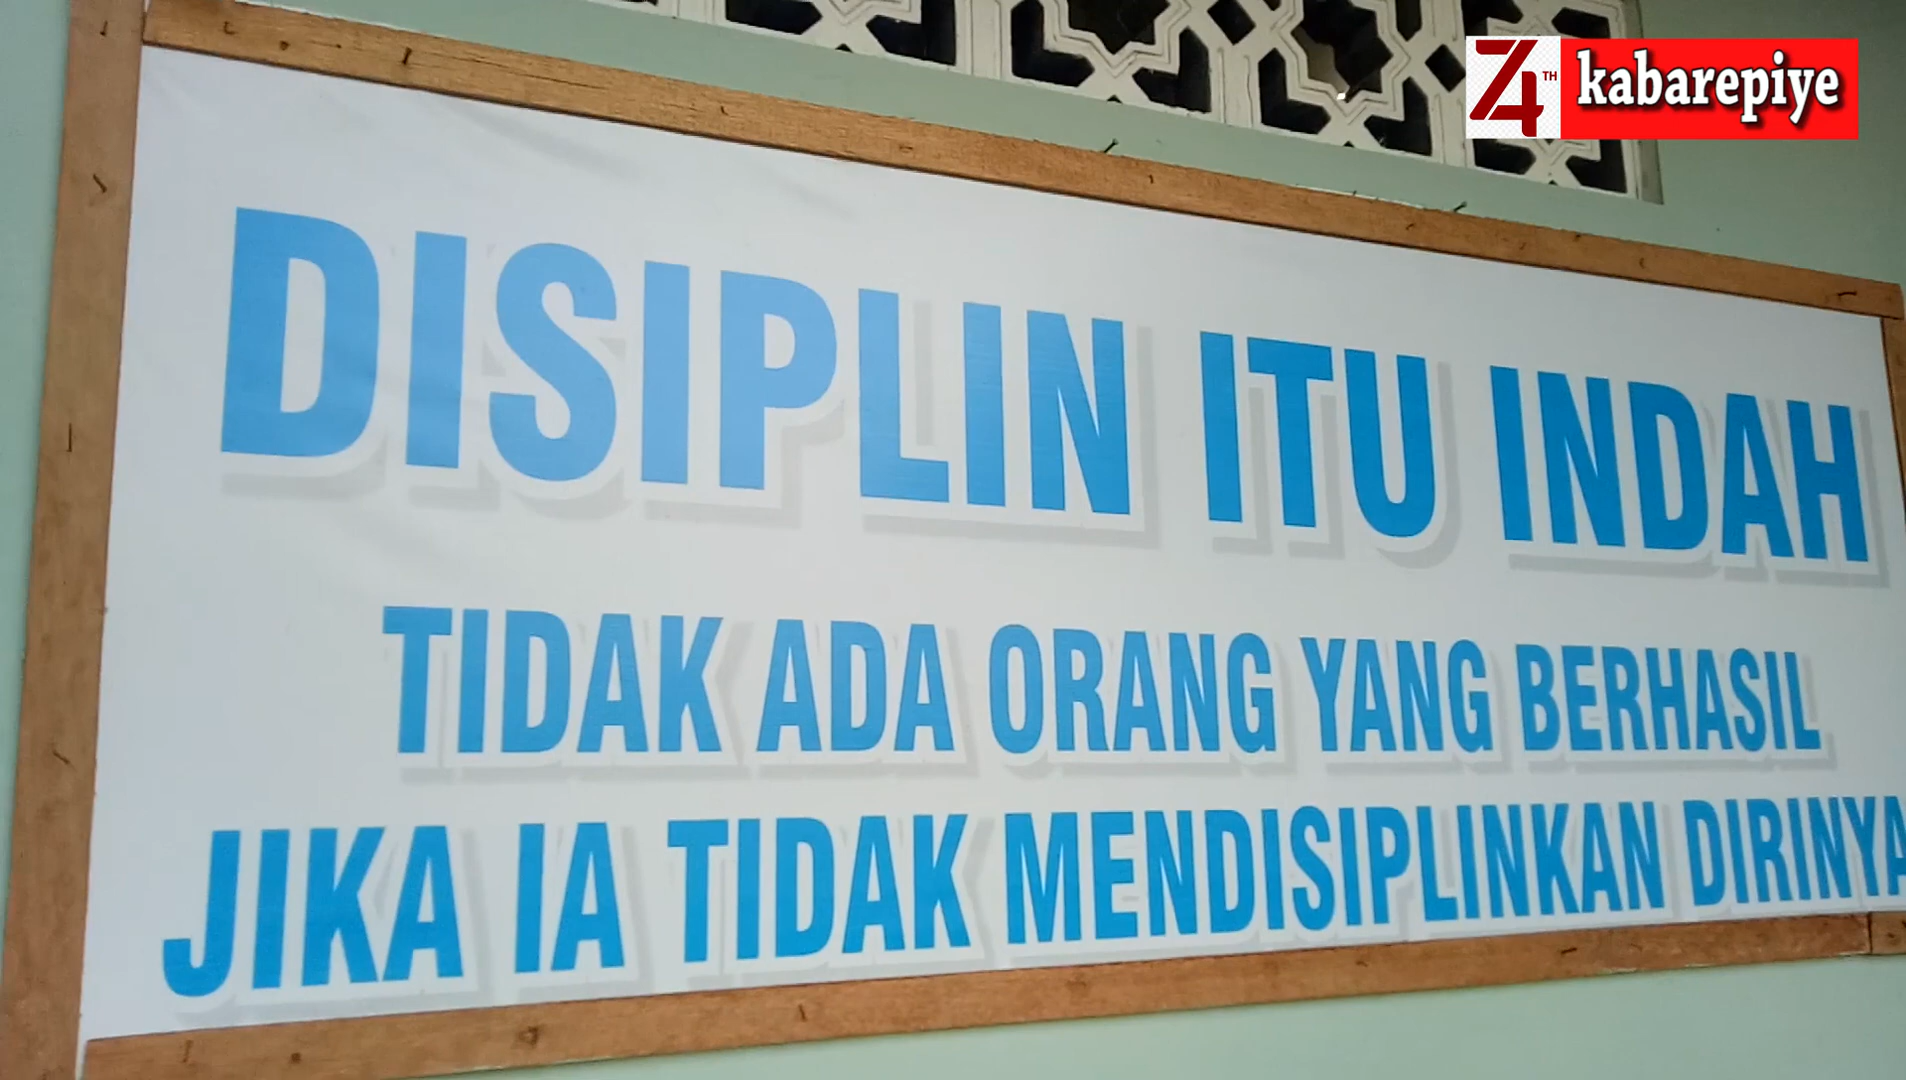 74TH kabarepiye
DISIPLIN ITU INDAH
TIDAK ADA ORANG YANG BERHASIL
JIKA IA TIDAK MENDISIPLINKAN DIRINYA